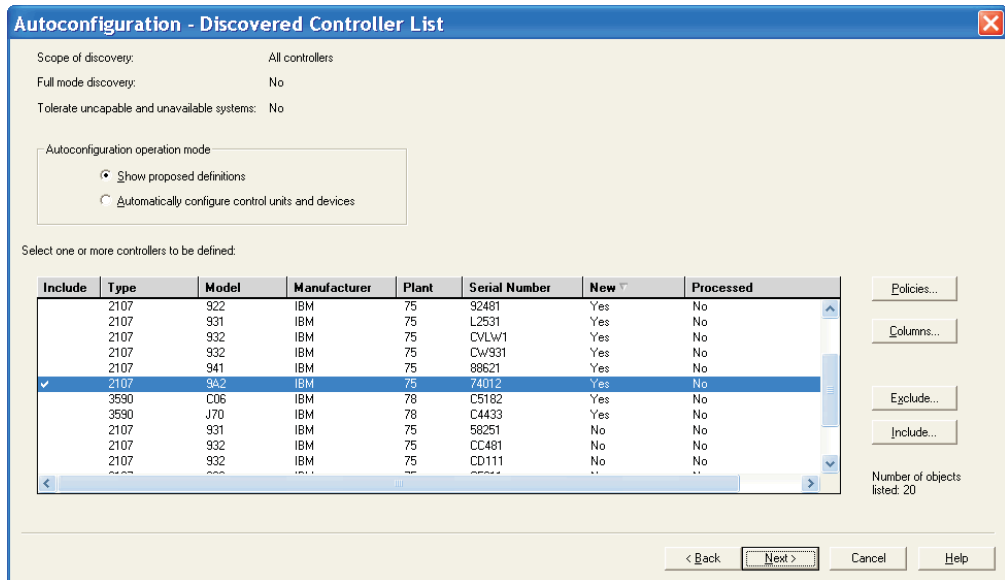 Autoconfiguration - Discovered Controller List
Scope of discovery: All controllers
Full mode discovery: No
Tolerate uncapable and unavailable systems: No
Autoconfiguration operation mode
Show proposed definitions
Automatically configure control units and devices
Select one or more controllers to be defined:
Include Type Model Manufacturer Plant Serial Number New Processed
2107 922 IBM 75 92481 Yes No
2107 931 IBM 75 L2531 Yes No
2107 932 IBM 75 CVLW1 Yes No
2107 932 IBM 75 CW931 Yes No
2107 941 IBM 75 88621 Yes No
2107 9A2 IBM 75 74012 Yes No
3590 C06 IBM 78 C5182 Yes No
3590 J70 IBM 78 C4433 Yes No
2107 931 IBM 75 58251 No No
2107 932 IBM 75 CC481 No No
2107 932 IBM 75 CD111 No No
Policies...
Columns...
Exclude...
Include...
Number of objects
listed: 20
< Back Next > Cancel Help